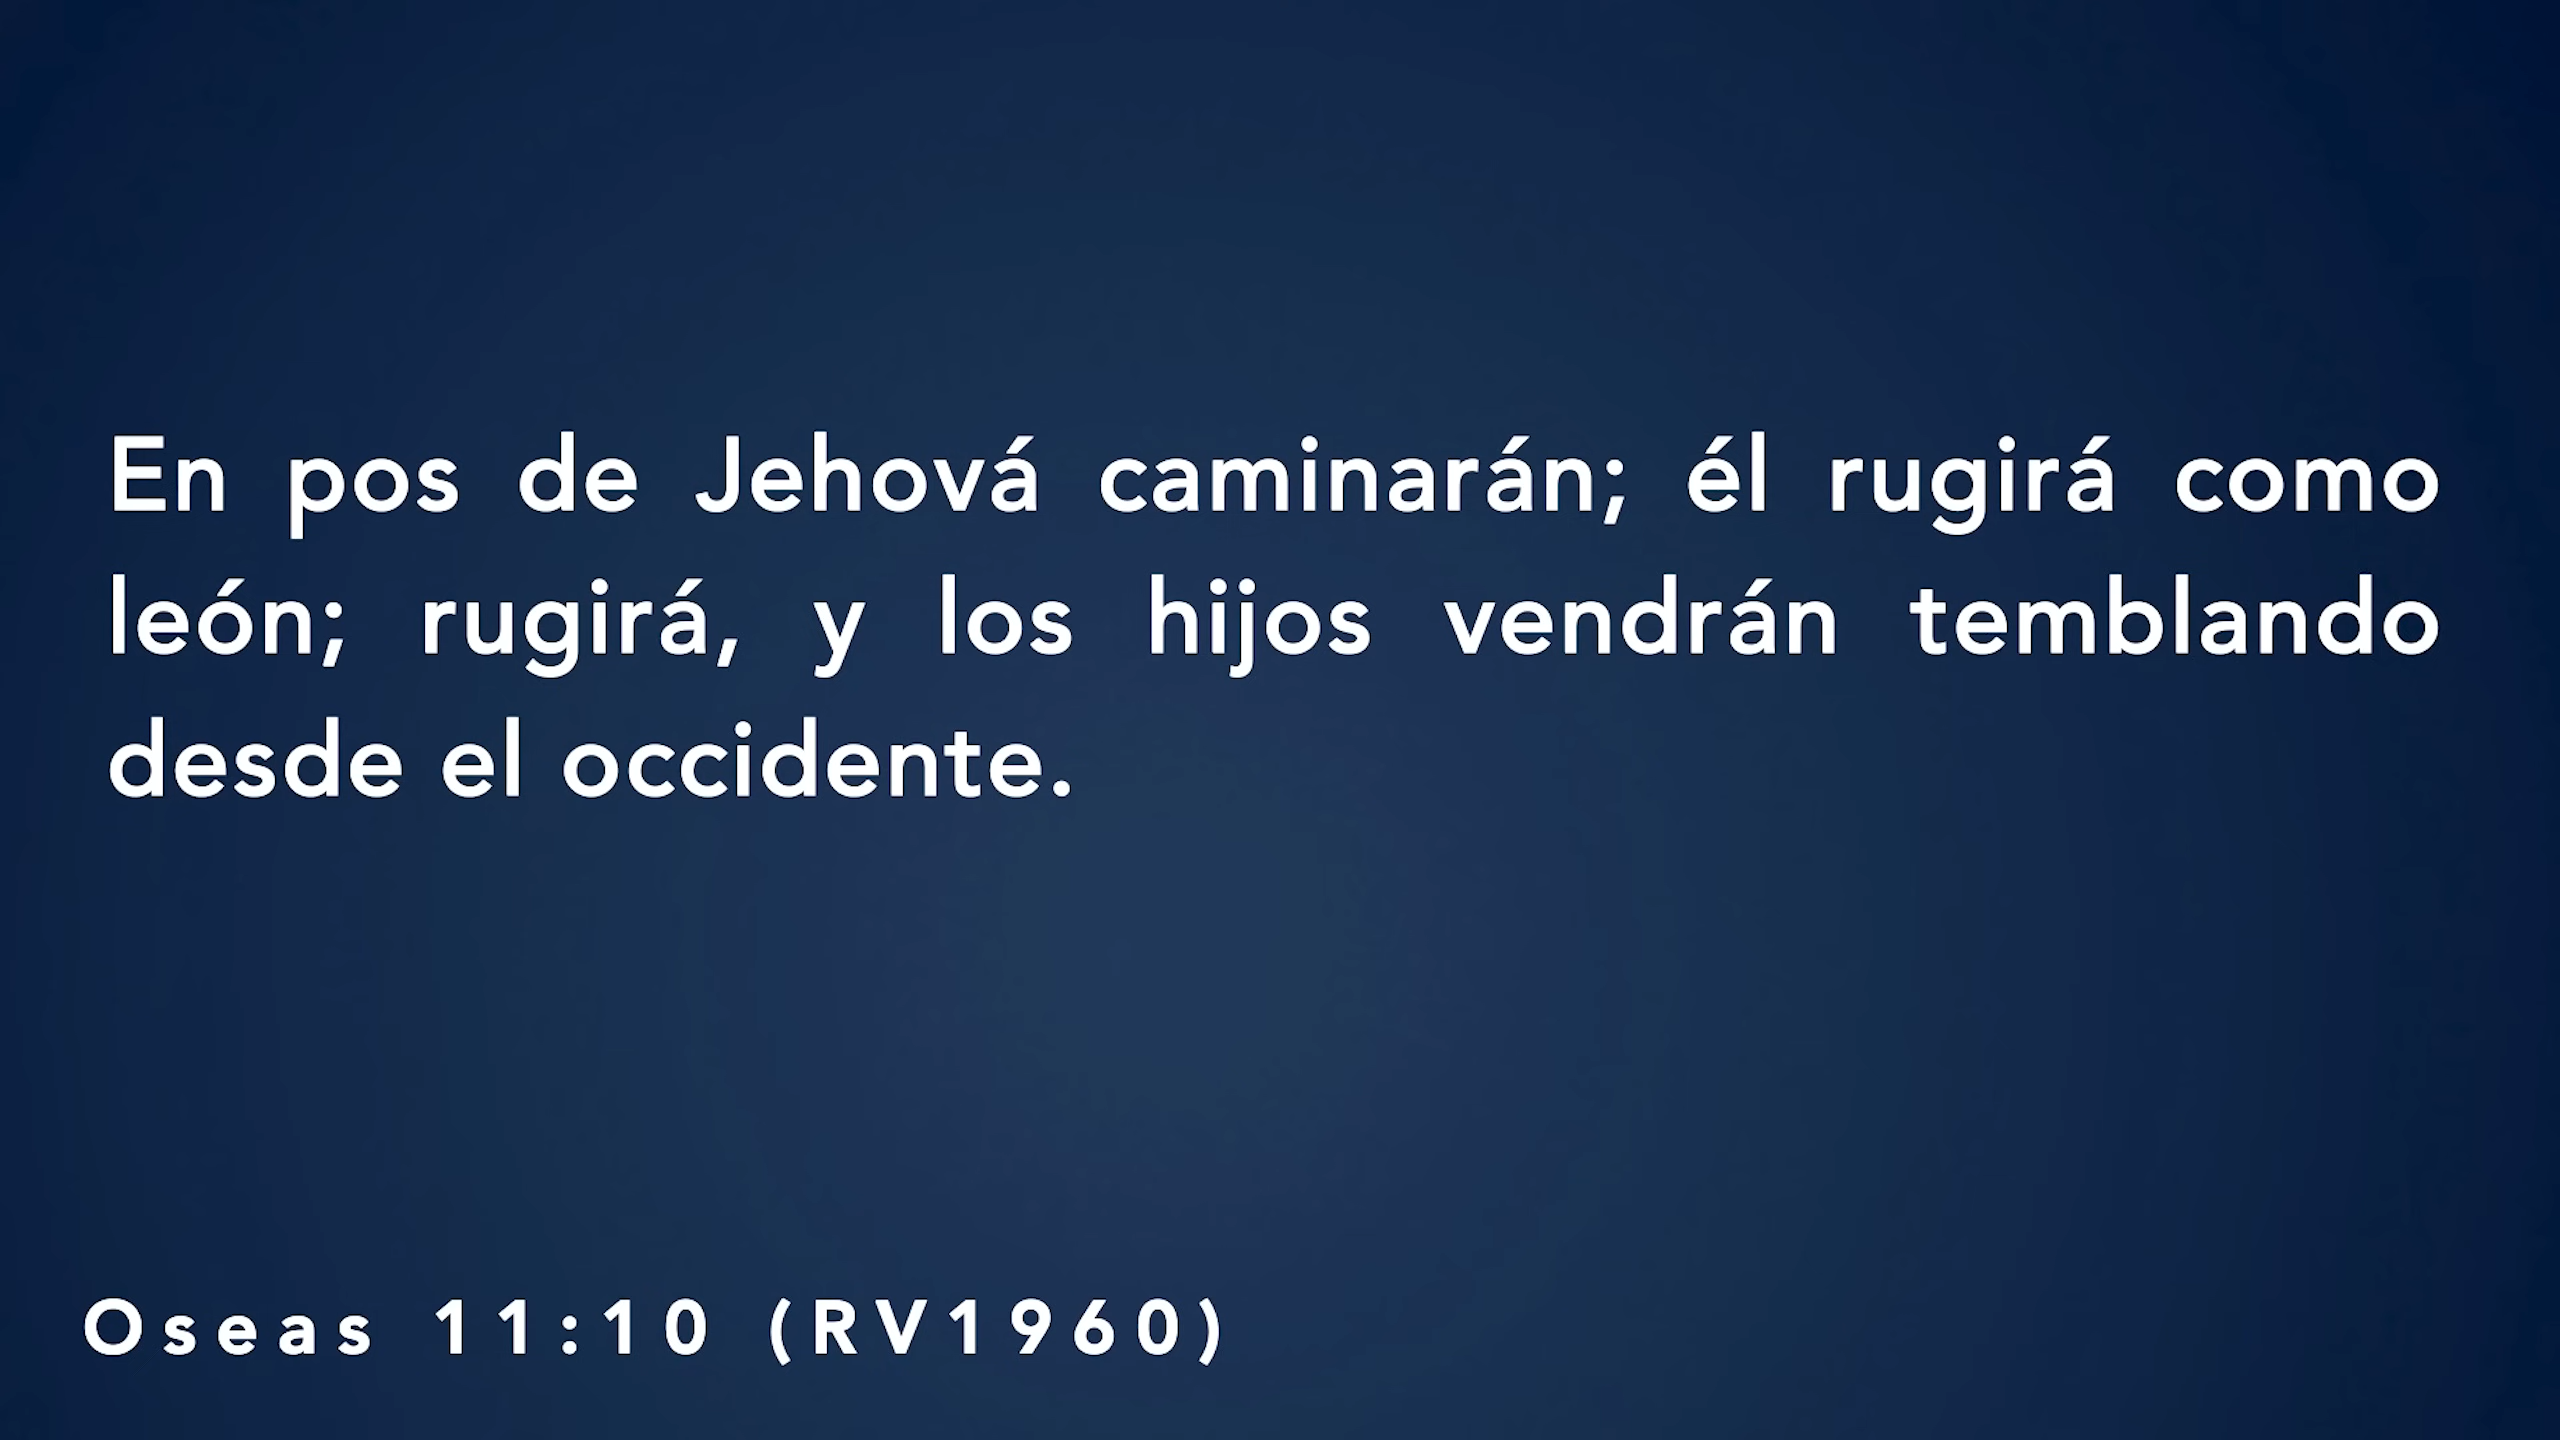 En pos de Jehová caminarán; él rugirá como
león; rugirá, y los hijos vendrán temblando
desde el occidente.
Oseas 11:10 (RV1960)